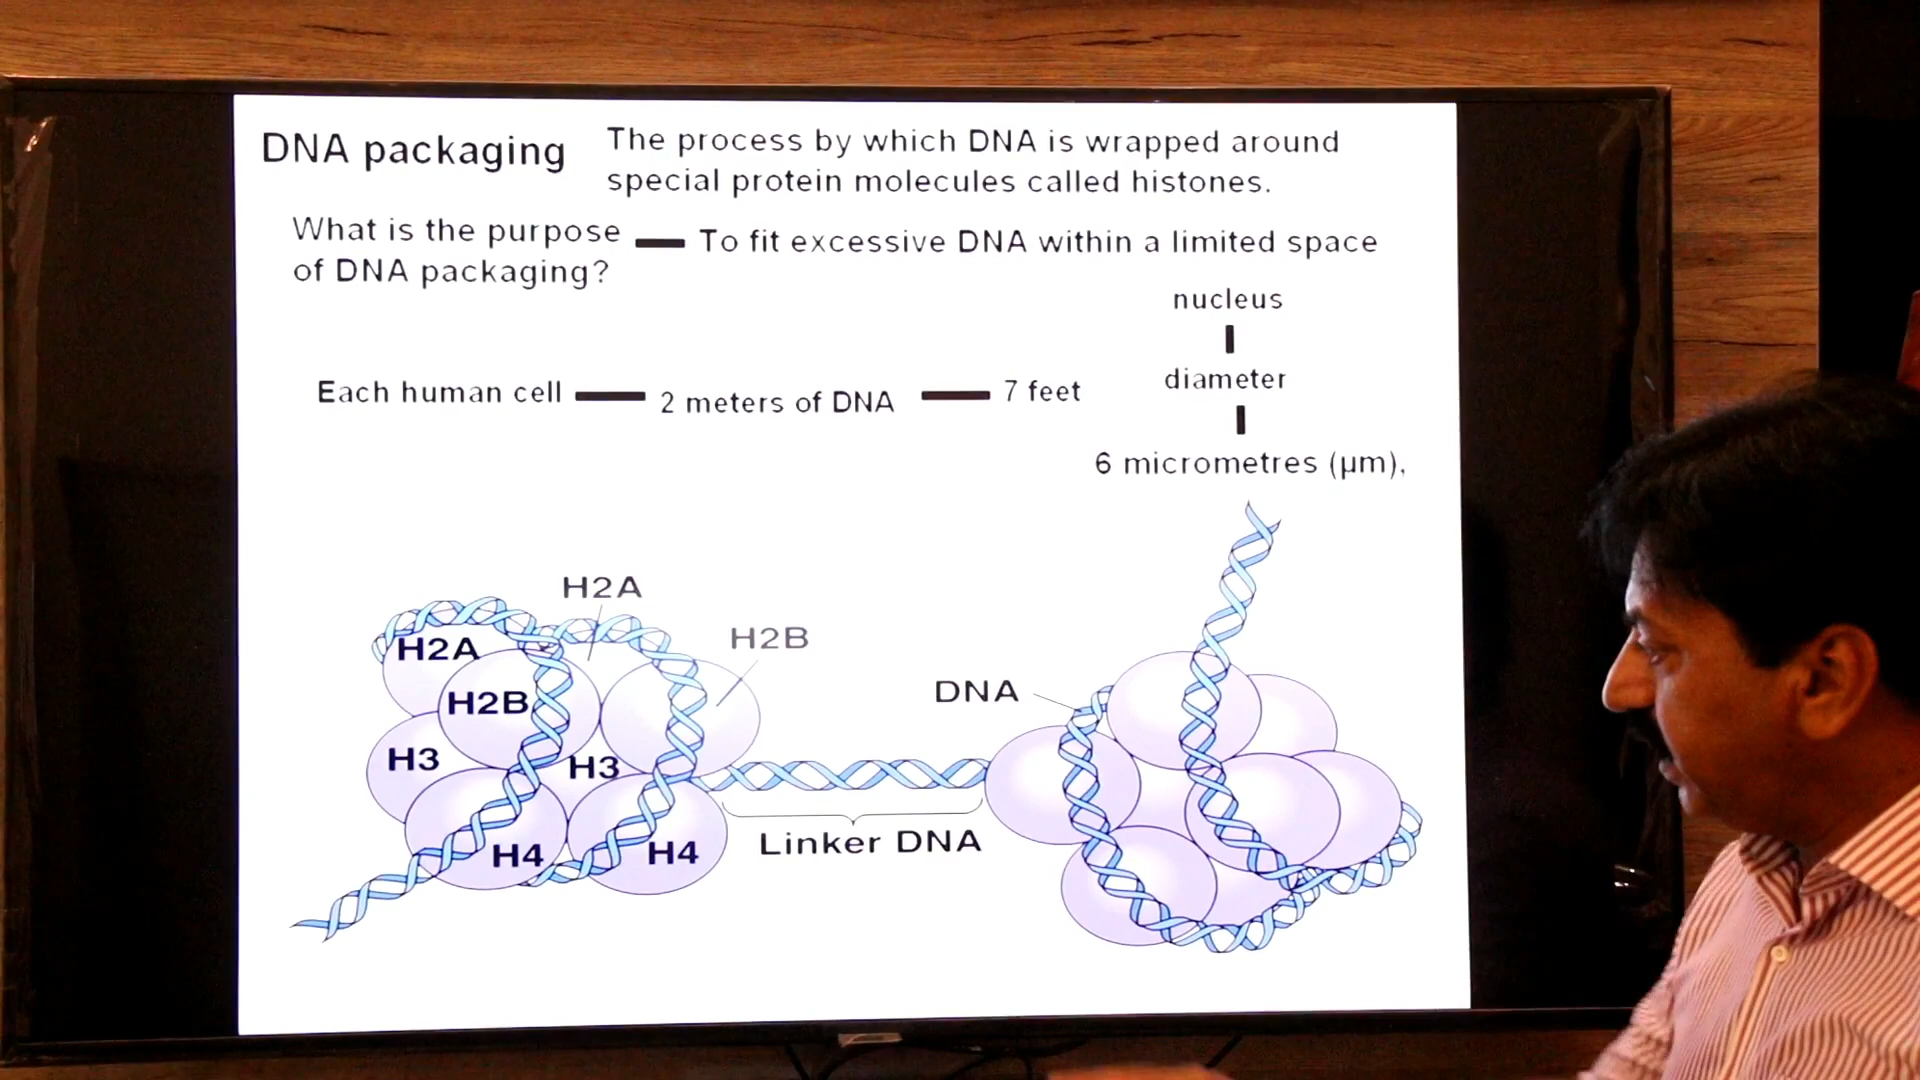 DNA packaging
The process by which DNA is wrapped around
special protein molecules called histones.
What is the purpose
of DNA packaging?
To fit excessive DNA within a limited space
nucleus
diameter
6 micrometres (µm),
Each human cell
2 meters of DNA
7 feet
H2A
H2B
H2A
H2B
H3
H3
H4
H4
Linker DNA
DNA